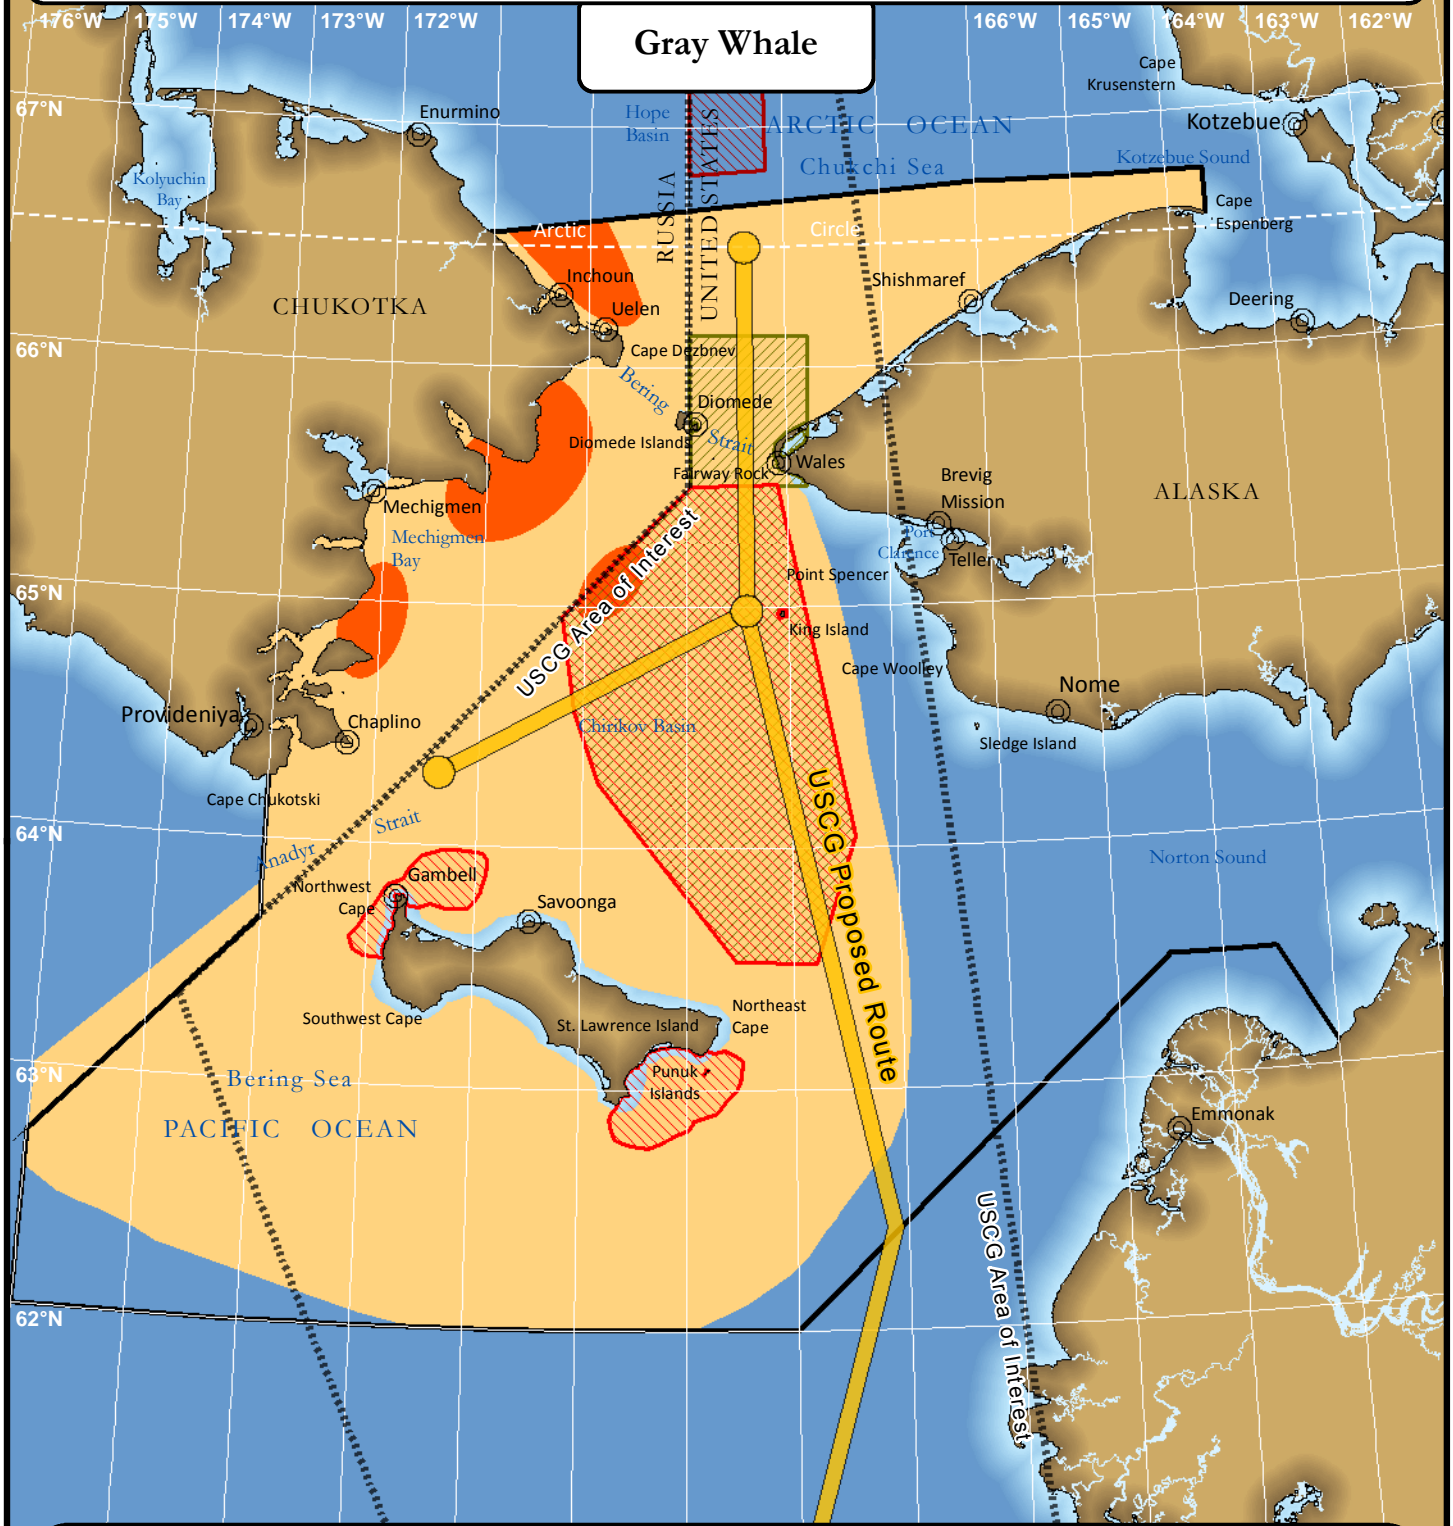 176°W 175°W 174°W 173°W 172°W 166°W 165°W 164°W 163°W 162°W
Gray Whale
Cape
Krusenstern
67°N
Enurmino
Hope
Basin
ARCTIC OCEAN
Kotzebue
Chukchi Sea
Kotzebue Sound
Kolyuchin
Bay
RUSSIA
UNITED STATES
Cape
Espenberg
Arctic Circle
Inchoun
Shishmaref
CHUKOTKA
Uelen
Deering
66°N
Cape Dezbnev
Bering
Strait
Diomede
Diomede Islands
Fairway Rock
Wales
Brevig
Mission
ALASKA
Mechigmen
Mechigmen
Bay
USCG Area of Interest
Port
Clarence
Teller
65°N
Point Spencer
King Island
Cape Woolley
Nome
Provideniya
Chaplino
Chirikov Basin
Sledge Island
Cape Chukotski
USCG Proposed Route
64°N
Anadyr
Strait
Norton Sound
Northwest
Cape
Gambell
Savoonga
Southwest Cape
St. Lawrence Island
Northeast
Cape
63°N
Bering Sea
Punuk
Islands
PACIFIC OCEAN
Emmonak
USCG Area of Interest
62°N